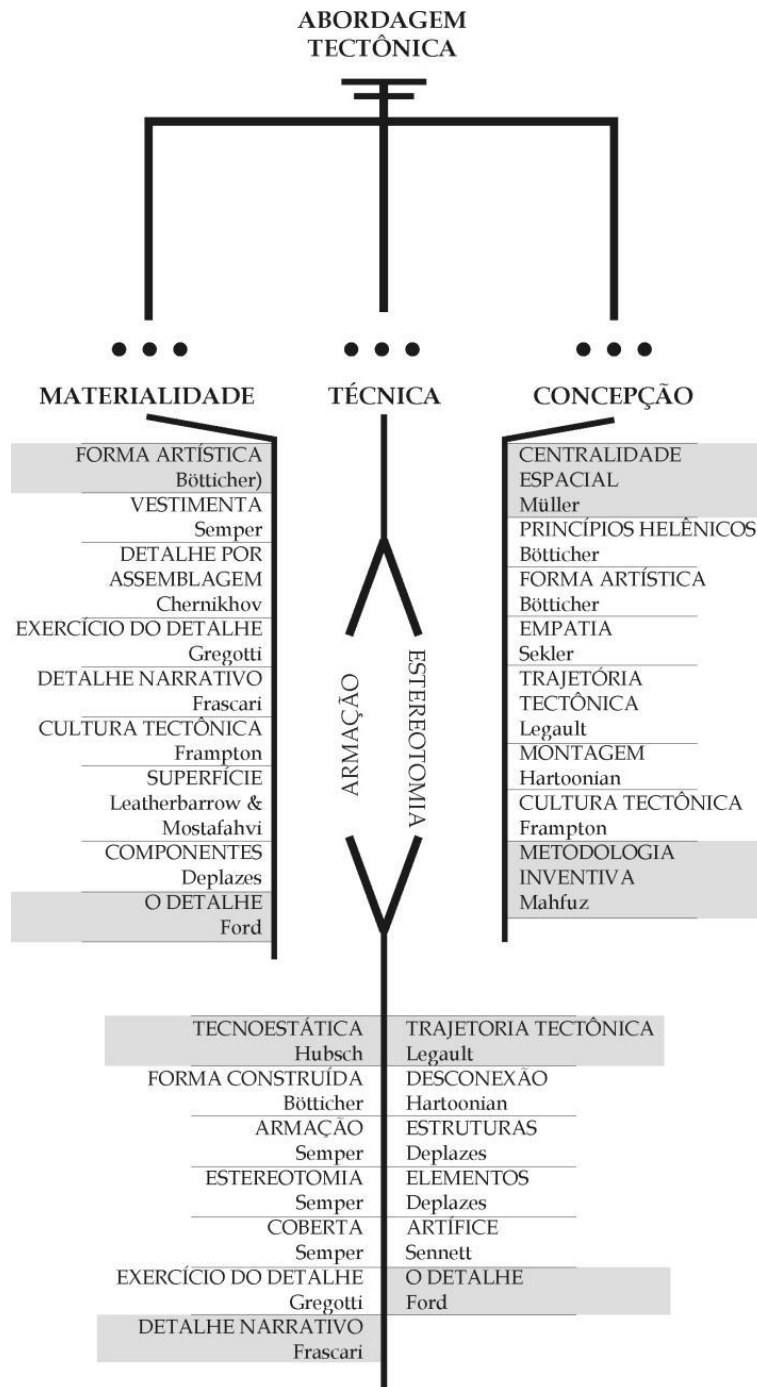 ABORDAGEM
TECTÔNICA
MATERIALIDADE
TÉCNICA
CONCEPÇÃO
FORMA ARTÍSTICA
Bötticher)
VESTIMENTA
Semper
DETALHE POR
ASSEMBLAGEM
Chernikhov
EXERCÍCIO DO DETALHE
Gregotti
DETALHE NARRATIVO
Frascari
CULTURA TECTÔNICA
Frampton
SUPERFÍCIE
Leatherbarrow &
Mostafahvi
COMPONENTES
Deplazes
O DETALHE
Ford
ARMAÇÃO
ESTEREOTOMIA
CENTRALIDADE
ESPACIAL
Müller
PRINCÍPIOS HELÊNICOS
Bötticher
FORMA ARTÍSTICA
Bötticher
EMPATIA
Sekler
TRAJETÓRIA
TECTÔNICA
Legault
MONTAGEM
Hartoonian
CULTURA TECTÔNICA
Frampton
METODOLOGIA
INVENTIVA
Mahfuz
TECNOESTÁTICA
Hubsch
FORMA CONSTRUÍDA
Bötticher
ARMAÇÃO
Semper
ESTEREOTOMIA
Semper
COBERTA
Semper
EXERCÍCIO DO DETALHE
Gregotti
DETALHE NARRATIVO
Frascari
TRAJETORIA TECTÔNICA
Legault
DESCONEXÃO
Hartoonian
ESTRUTURAS
Deplazes
ELEMENTOS
Deplazes
ARTÍFICE
Sennett
O DETALHE
Ford